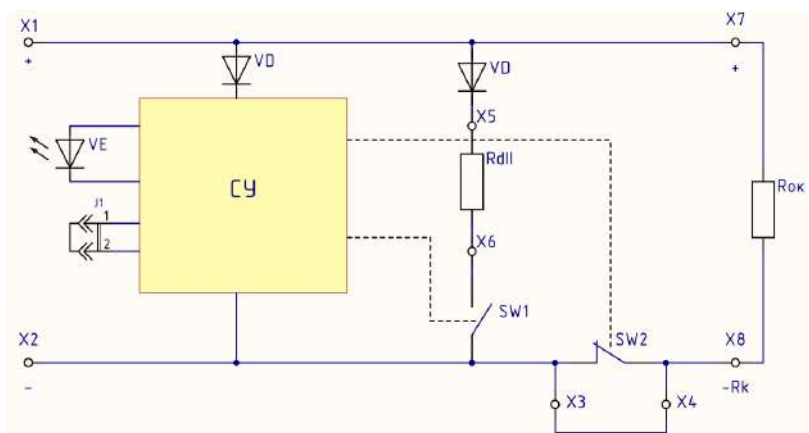 X1
+
VD
VD
X7
+
X5
VE
Rdll
J1
1
2
СУ
Rок
X6
SW1
X2
-
SW2
X8
-Rk
X3
X4